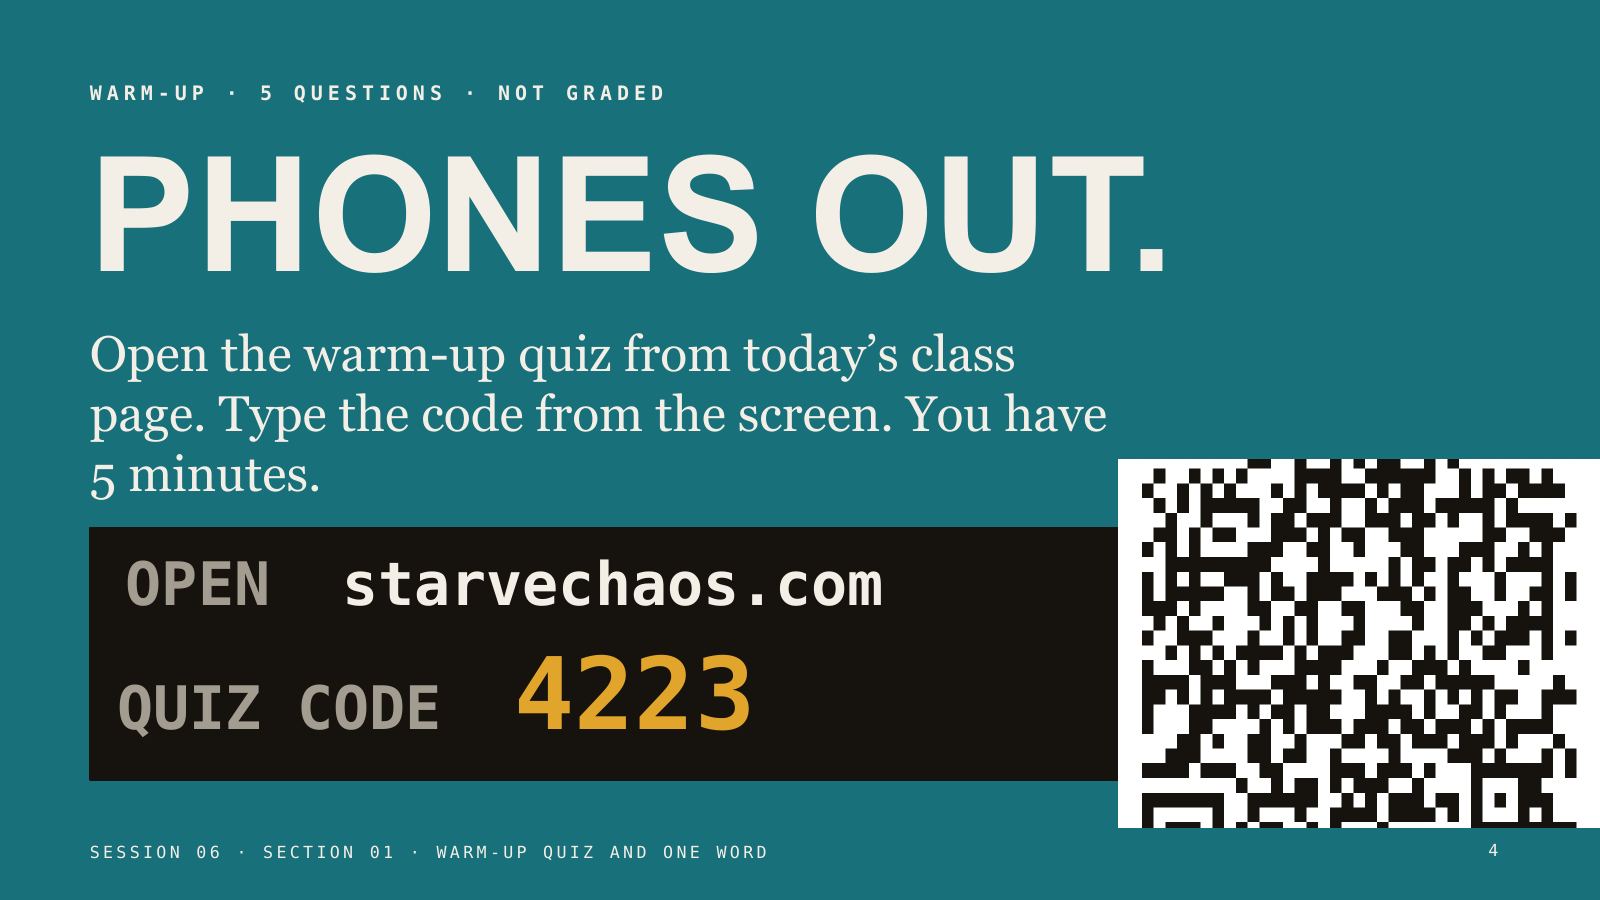 WARM-UP · 5 QUESTIONS · NOT GRADED
PHONES OUT.
Open the warm-up quiz from today’s class
page. Type the code from the screen. You have
5 minutes.
OPEN starvechaos.com
QUIZ CODE 4223
SESSION 06 · SECTION 01 · WARM-UP QUIZ AND ONE WORD
4